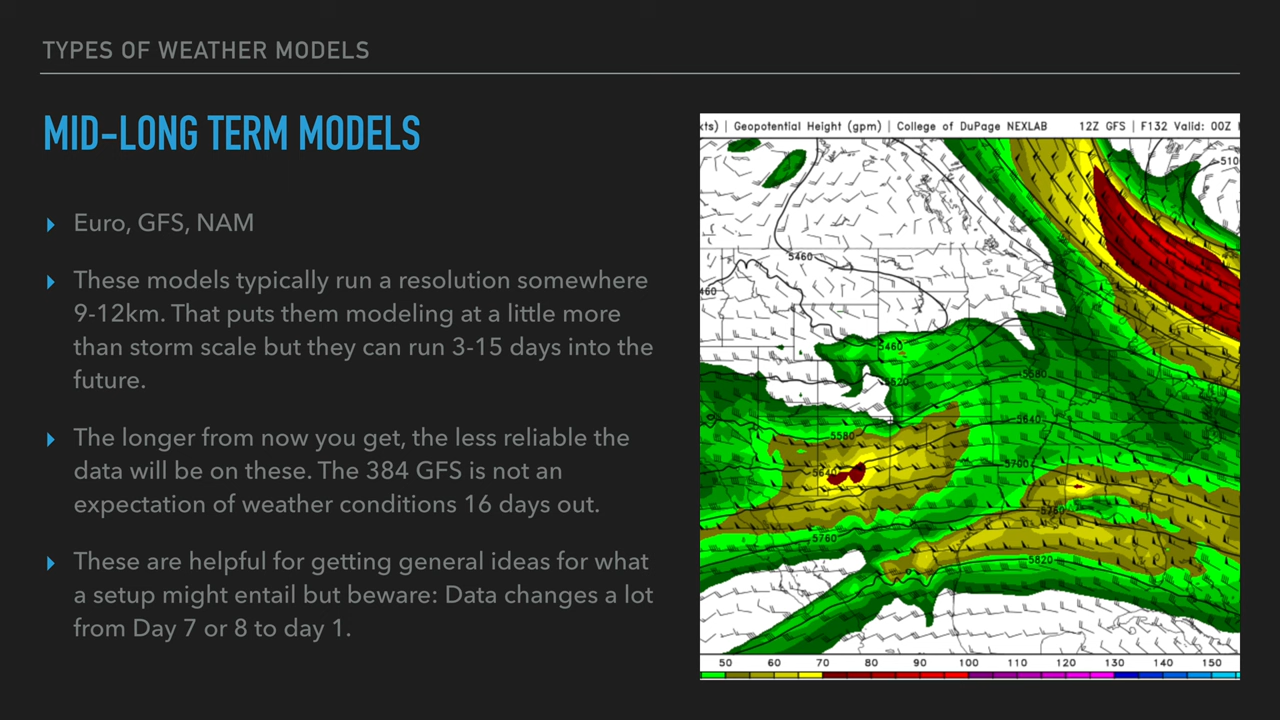 TYPES OF WEATHER MODELS
MID-LONG TERM MODELS
Euro, GFS, NAM
These models typically run a resolution somewhere
9-12km. That puts them modeling at a little more
than storm scale but they can run 3-15 days into the
future.
The longer from now you get, the less reliable the
data will be on these. The 384 GFS is not an
expectation of weather conditions 16 days out.
These are helpful for getting general ideas for what
a setup might entail but beware: Data changes a lot
from Day 7 or 8 to day 1.
kts) | Geopotential Height (gpm) | College of DuPage NEXLAB 12Z GFS | F132 Valid: 00Z
510
5460
460
5460
5520
5580
5640
5580
5700
5640
5760
5760
5820
50 60 70 80 90 100 110 120 130 140 150